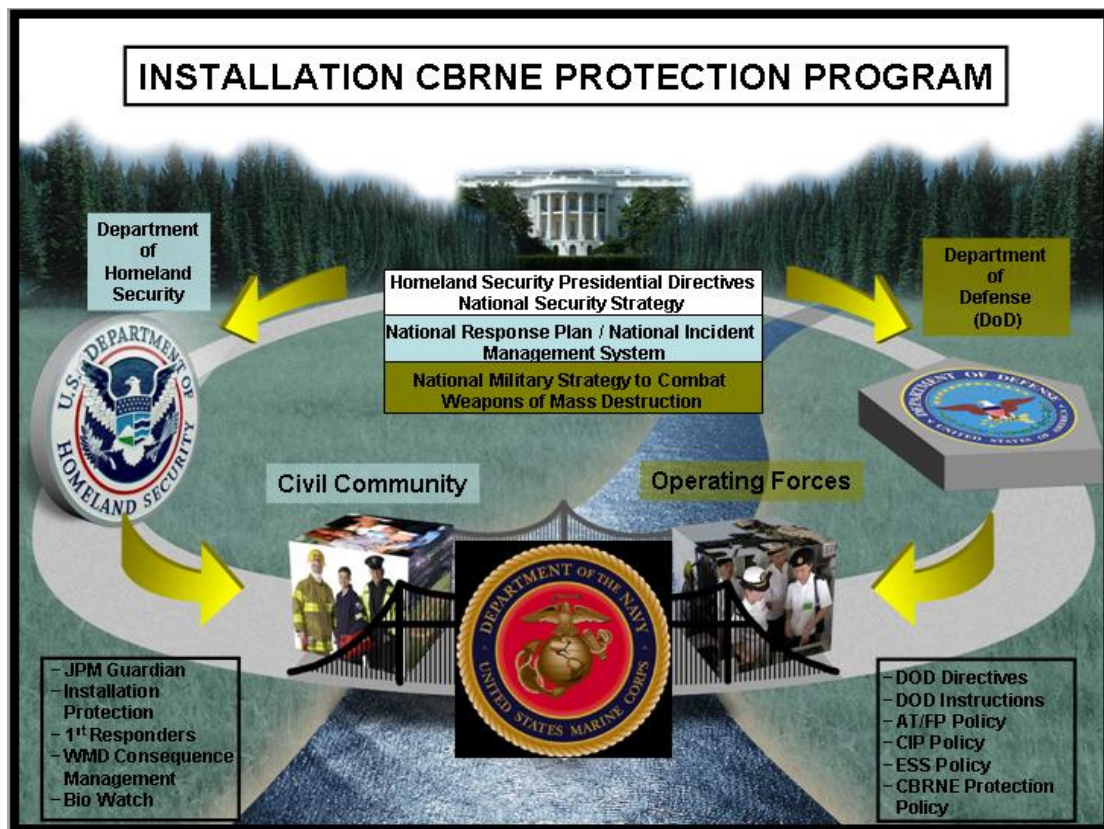 INSTALLATION CBRNE PROTECTION PROGRAM
Department
of
Homeland
Security
Department
of
Defense
(DoD)
Homeland Security Presidential Directives
National Security Strategy
National Response Plan / National Incident
Management System
National Military Strategy to Combat
Weapons of Mass Destruction
U.S. DEPARTMENT OF
HOMELAND SECURITY
DEPARTMENT OF DEFENSE
UNITED STATES OF AMERICA
Civil Community
Operating Forces
DEPARTMENT OF THE NAVY
UNITED STATES MARINE CORPS
– JPM Guardian
– Installation
Protection
– 1st Responders
– WMD Consequence
Management
– Bio Watch
– DOD Directives
– DOD Instructions
– AT/FP Policy
– CIP Policy
– ESS Policy
– CBRNE Protection
Policy